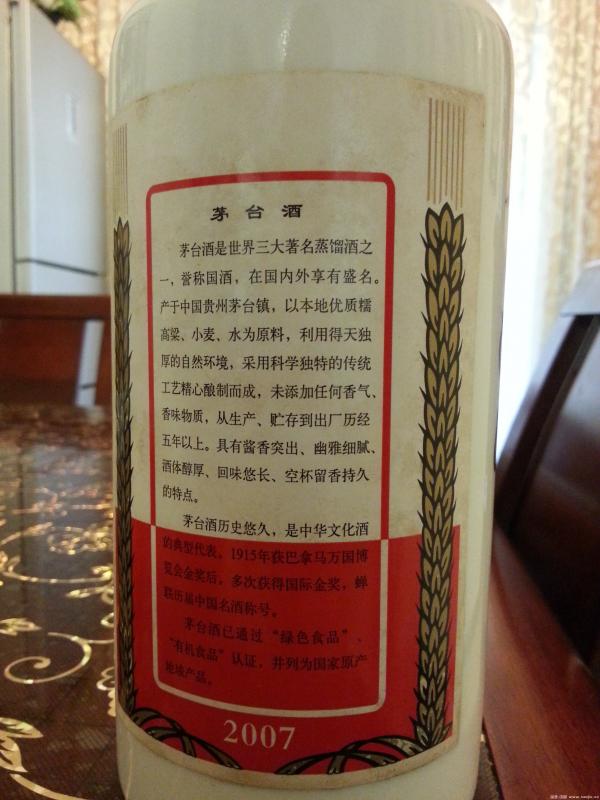 茅台酒
茅台酒是世界三大著名蒸馏酒之
一，誉称国酒，在国内外享有盛名。
产于中国贵州茅台镇，以本地优质糯
高粱、小麦、水为原料，利用得天独
厚的自然环境，采用科学独特的传统
工艺精心酿制而成，未添加任何香气、
香味物质，从生产、贮存到出厂历经
五年以上。具有酱香突出、幽雅细腻、
酒体醇厚、回味悠长、空杯留香持久
的特点。
茅台酒历史悠久，是中华文化酒
的典型代表。1915年获巴拿马万国博
览会金奖后，多次获得国际金奖，蝉
联历届中国名酒称号。
茅台酒已通过“绿色食品”、
“有机食品”认证，并列为国家原产
地域产品。
2007